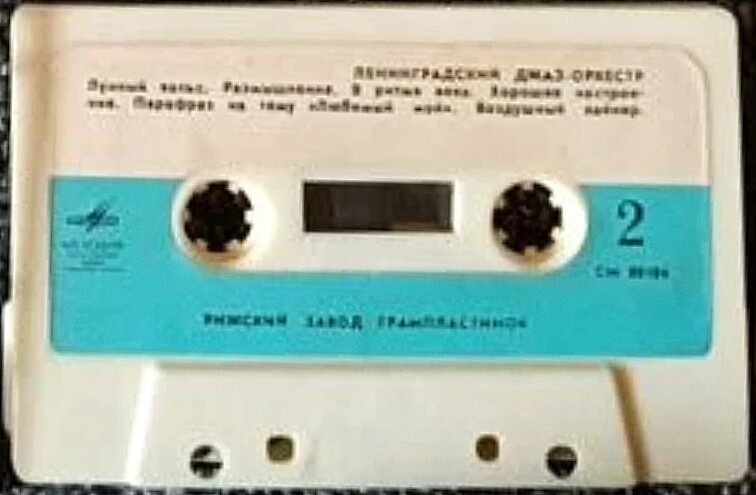 ЛЕНИНГРАДСКИЙ ДЖАЗ-ОРКЕСТР
Лунный вальс. Размышление. В ритме века. Хорошее настрое-
ние. Парафраз на тему «Любимый мой». Воздушный лайнер.
2
СМ
РИЖСКИЙ ЗАВОД ГРАМПЛАСТИНОК